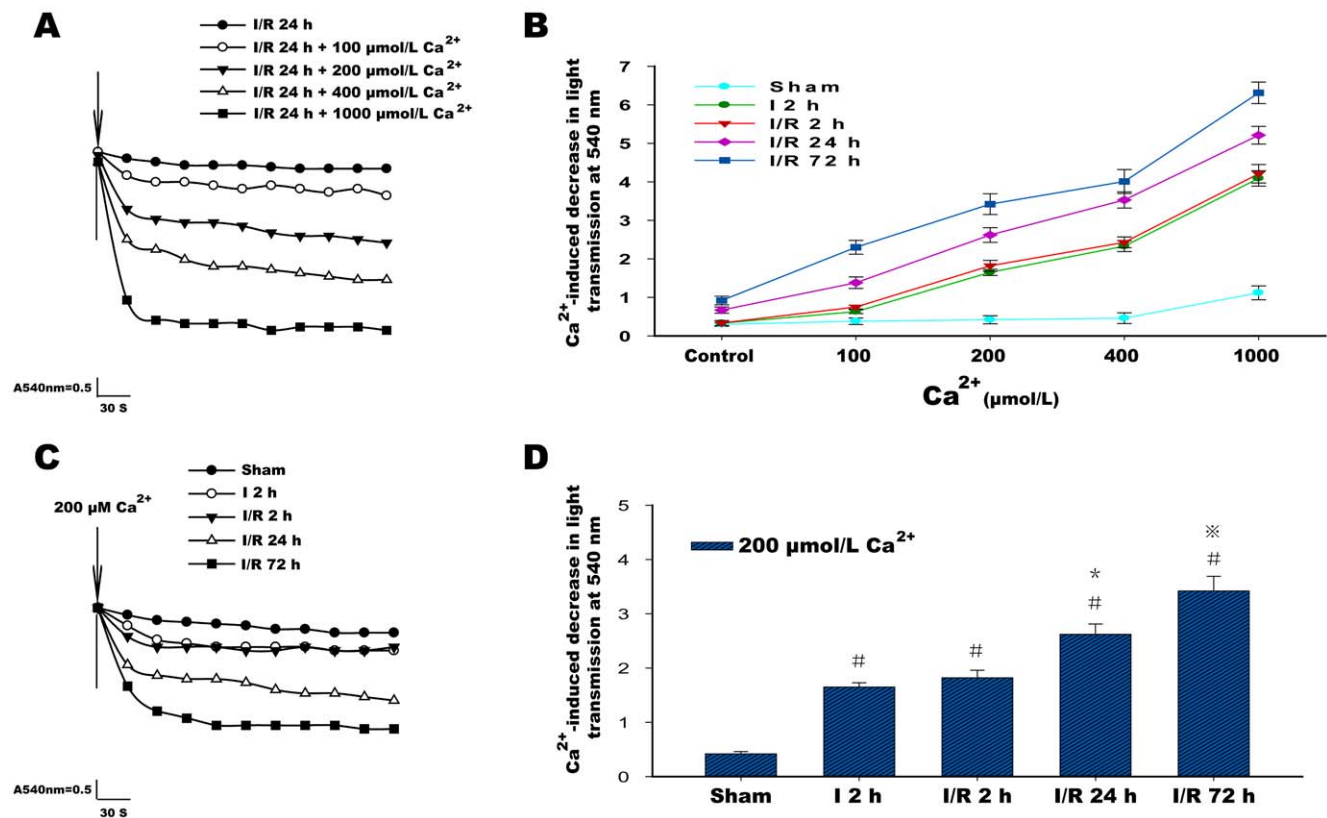 A
I/R 24 h
I/R 24 h + 100 µmol/L Ca²⁺
I/R 24 h + 200 µmol/L Ca²⁺
I/R 24 h + 400 µmol/L Ca²⁺
I/R 24 h + 1000 µmol/L Ca²⁺
A540nm=0.5
30 S
B
Ca²⁺-induced decrease in light
transmission at 540 nm
7
6
5
4
3
2
1
0
Sham
I 2 h
I/R 2 h
I/R 24 h
I/R 72 h
Control 100 200 400 1000
Ca²⁺ (µmol/L)
C
Sham
I 2 h
I/R 2 h
I/R 24 h
I/R 72 h
200 µM Ca²⁺
A540nm=0.5
30 S
D
Ca²⁺-induced decrease in light
transmission at 540 nm
5
4
3
2
1
0
200 µmol/L Ca²⁺
# # * # ※ #
Sham I 2 h I/R 2 h I/R 24 h I/R 72 h